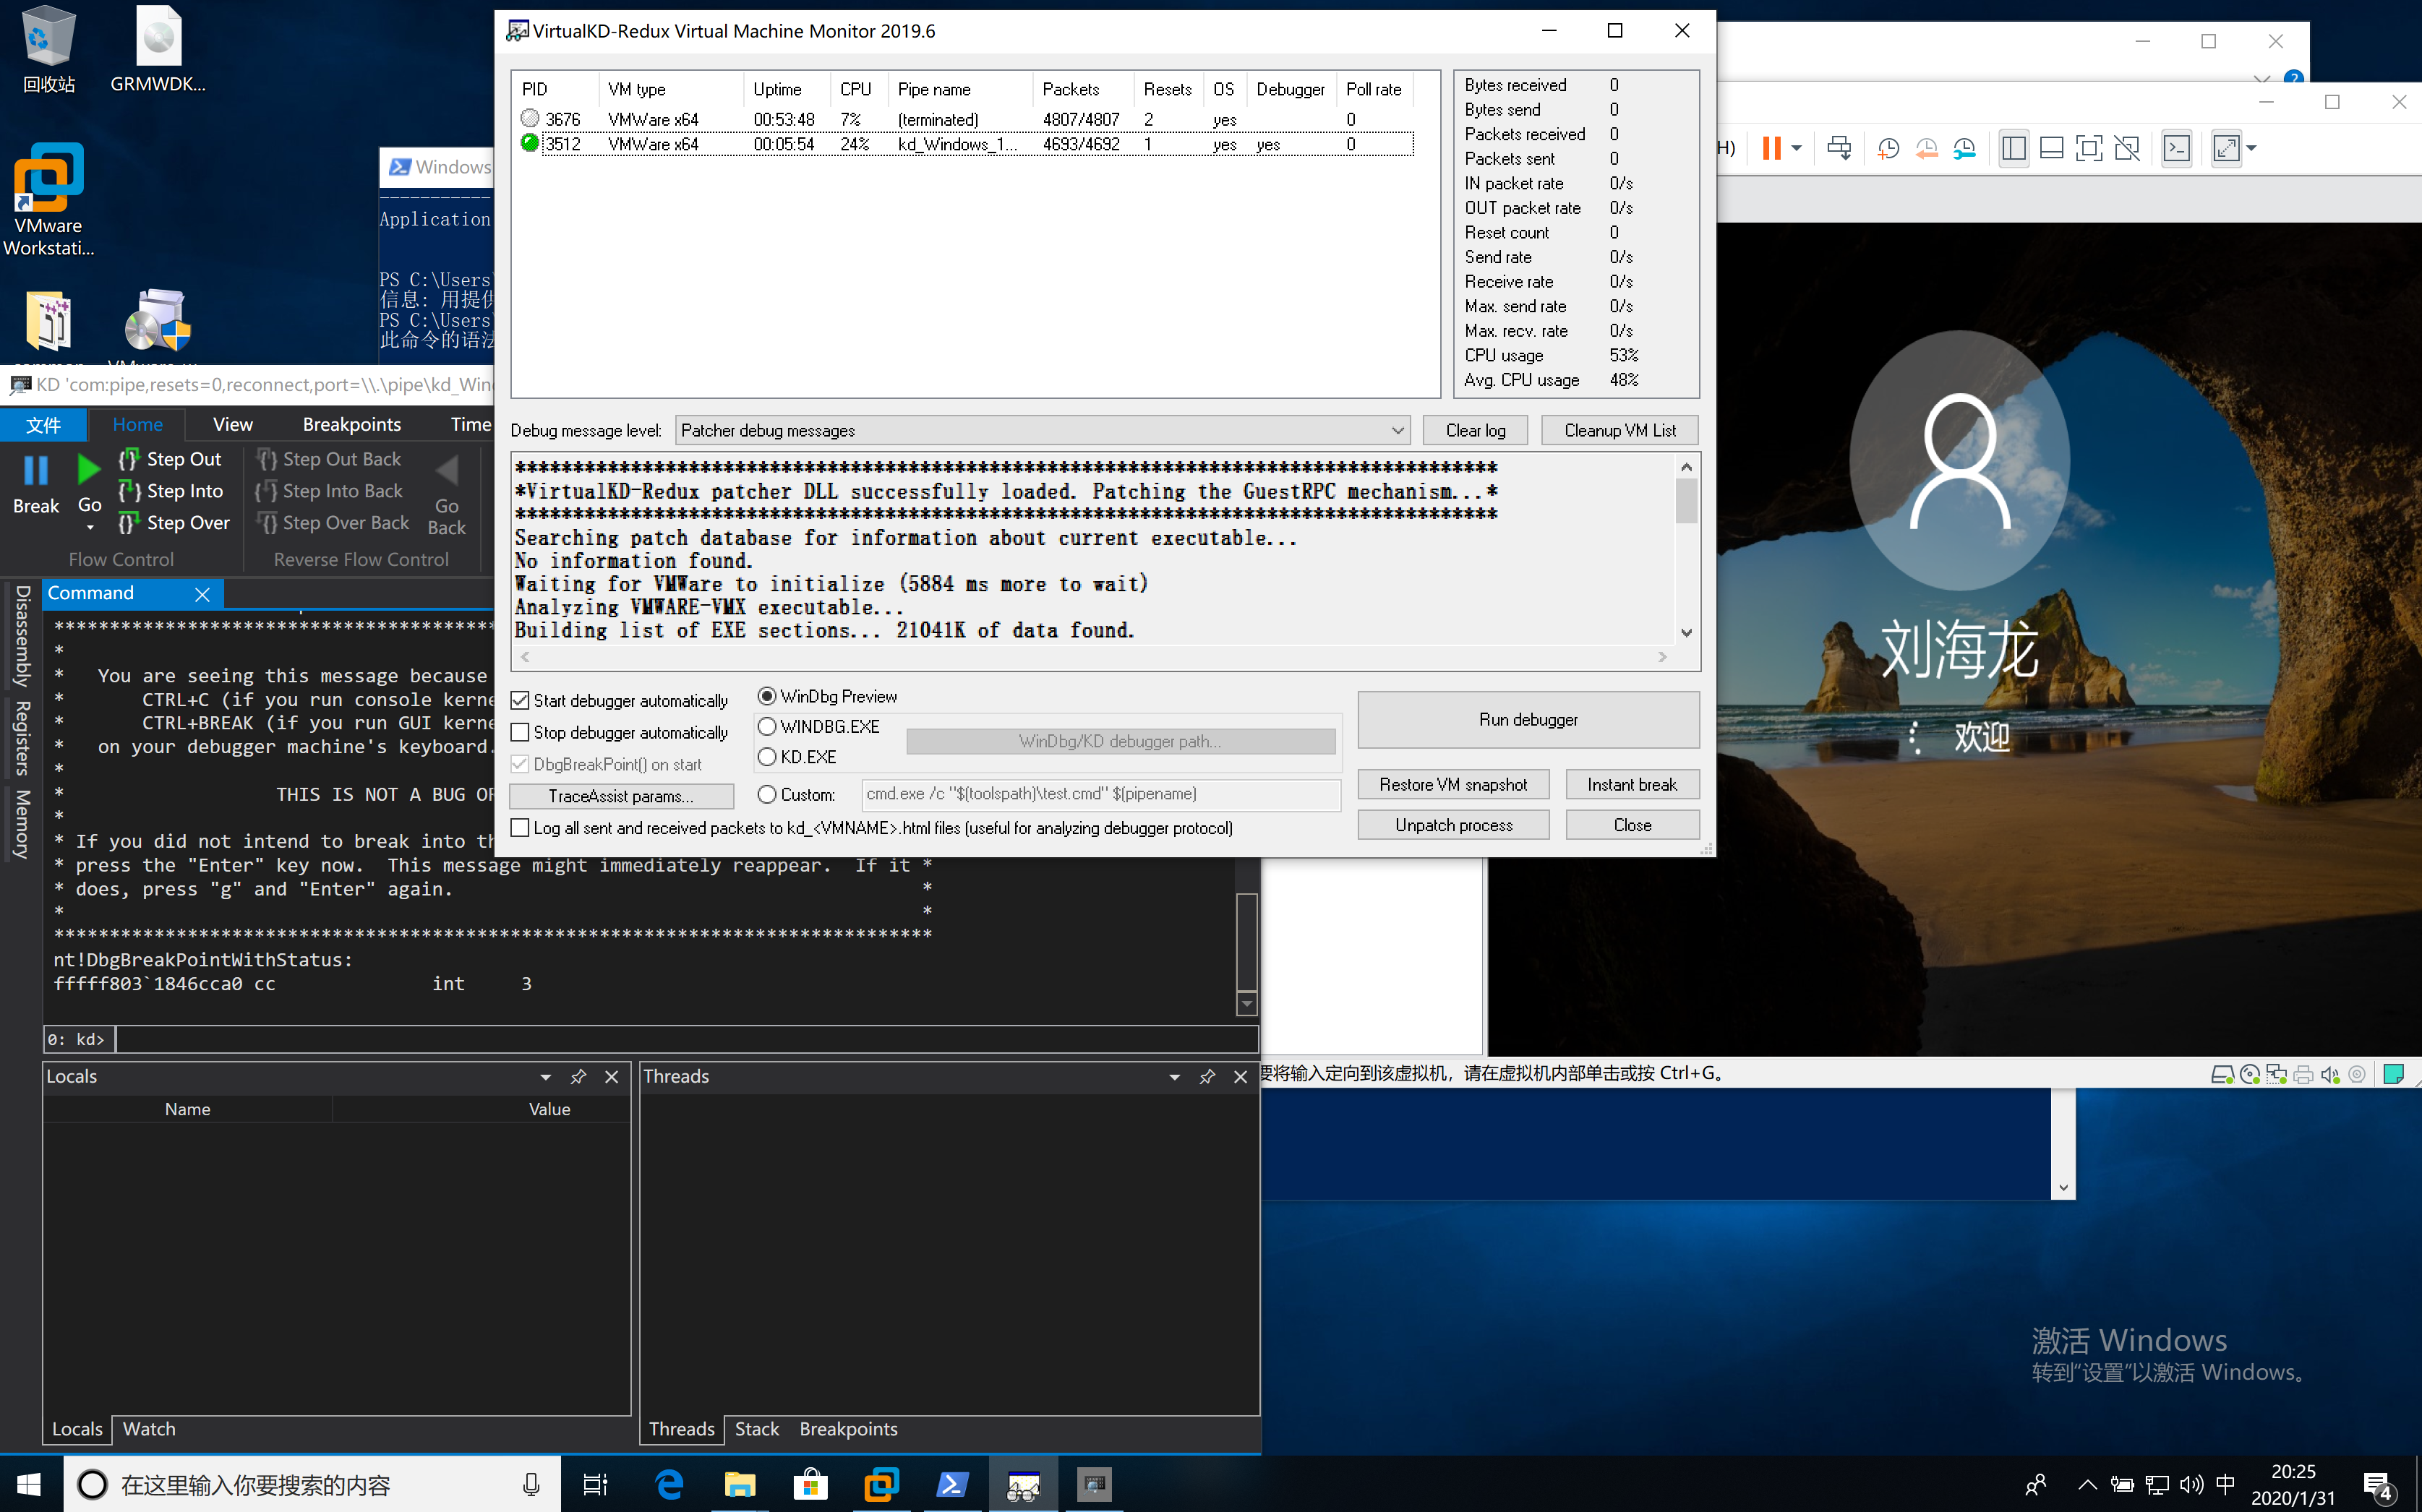 回收站
GRMWDK...
VMware
Workstati...
Windows
Application
PS C:\Users\
信息: 用提供
PS C:\Users\
此命令的语法
VirtualKD-Redux Virtual Machine Monitor 2019.6
PID VM type Uptime CPU Pipe name Packets Resets OS Debugger Poll rate
3676 VMWare x64 00:53:48 7% (terminated) 4807/4807 2 yes 0
3512 VMWare x64 00:05:54 24% kd_Windows_1... 4693/4692 1 yes yes 0
Bytes received 0
Bytes send 0
Packets received 0
Packets sent 0
IN packet rate 0/s
OUT packet rate 0/s
Reset count 0
Send rate 0/s
Receive rate 0/s
Max. send rate 0/s
Max. recv. rate 0/s
CPU usage 53%
Avg. CPU usage 48%
Debug message level: Patcher debug messages Clear log Cleanup VM List
*************************************************************************************
*VirtualKD-Redux patcher DLL successfully loaded. Patching the GuestRPC mechanism...*
*************************************************************************************
Searching patch database for information about current executable...
No information found.
Waiting for VMWare to initialize (5884 ms more to wait)
Analyzing VMWARE-VMX executable...
Building list of EXE sections... 21041K of data found.
Start debugger automatically
Stop debugger automatically
DbgBreakPoint() on start
TraceAssist params...
WinDbg Preview
WINDBG.EXE
KD.EXE
WinDbg/KD debugger path...
Custom: cmd.exe /c "$(toolspath)\test.cmd" $(pipename)
Log all sent and received packets to kd_<VMNAME>.html files (useful for analyzing debugger protocol)
Run debugger
Restore VM snapshot Instant break
Unpatch process Close
H)
刘海龙
欢迎
要将输入定向到该虚拟机，请在虚拟机内部单击或按 Ctrl+G。
KD 'com:pipe,resets=0,reconnect,port=\\.\pipe\kd_Win
文件 Home View Breakpoints Time
Break Go
Step Out
Step Into
Step Over
Flow Control
Step Out Back
Step Into Back
Step Over Back
Go
Back
Reverse Flow Control
Disassembly
Registers
Memory
Command
*****************************************
*
* You are seeing this message because
* CTRL+C (if you run console kerne
* CTRL+BREAK (if you run GUI kerne
* on your debugger machine's keyboard.
*
* THIS IS NOT A BUG OR
*
* If you did not intend to break into th
* press the "Enter" key now. This message might immediately reappear. If it *
* does, press "g" and "Enter" again. *
* *
*******************************************************************************
nt!DbgBreakPointWithStatus:
fffff803`1846cca0 cc int 3
0: kd>
Locals
Name Value
Locals Watch
Threads
Threads Stack Breakpoints
激活 Windows
转到"设置"以激活 Windows。
在这里输入你要搜索的内容
中
20:25
2020/1/31
4